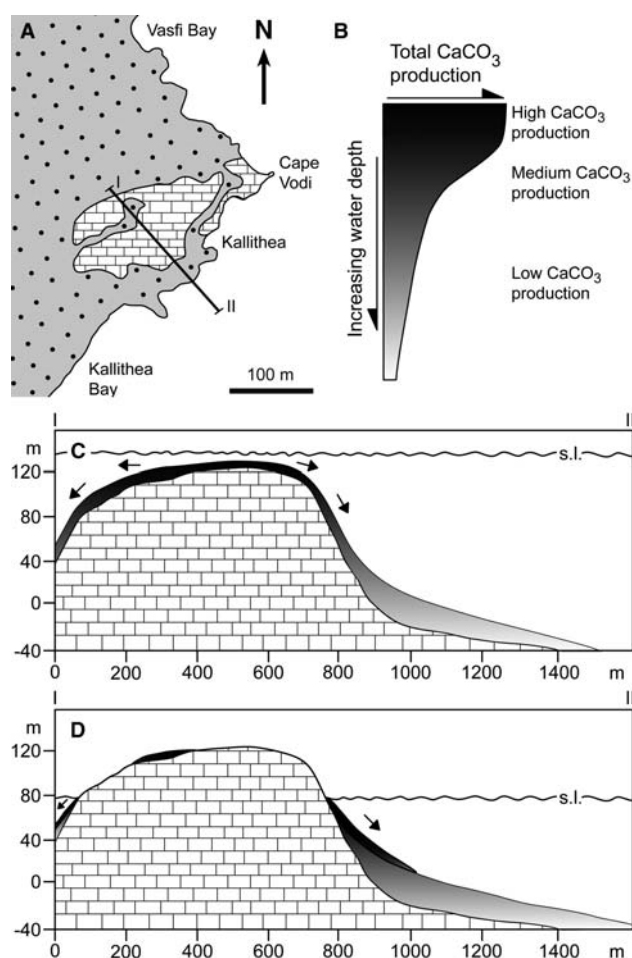 A
Vasfi Bay
N
I
Cape
Vodi
Kallithea
II
Kallithea
Bay
100 m
B
Total CaCO3
production
Increasing water depth
High CaCO3
production
Medium CaCO3
production
Low CaCO3
production
I
II
m
C
s.l.
120
80
40
0
-40
0
200
400
600
800
1000
1200
1400
m
I
II
m
D
120
s.l.
80
40
0
-40
0
200
400
600
800
1000
1200
1400
m